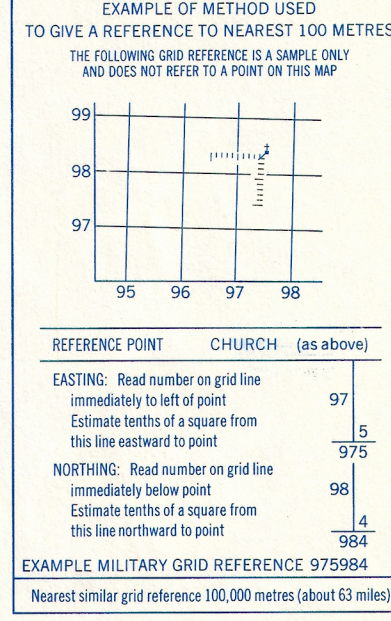 EXAMPLE OF METHOD USED
TO GIVE A REFERENCE TO NEAREST 100 METRES
THE FOLLOWING GRID REFERENCE IS A SAMPLE ONLY
AND DOES NOT REFER TO A POINT ON THIS MAP
99
98
97
95 96 97 98
REFERENCE POINT CHURCH (as above)
EASTING: Read number on grid line
immediately to left of point 97
Estimate tenths of a square from
this line eastward to point 5
975
NORTHING: Read number on grid line
immediately below point 98
Estimate tenths of a square from
this line northward to point 4
984
EXAMPLE MILITARY GRID REFERENCE 975984
Nearest similar grid reference 100,000 metres (about 63 miles)